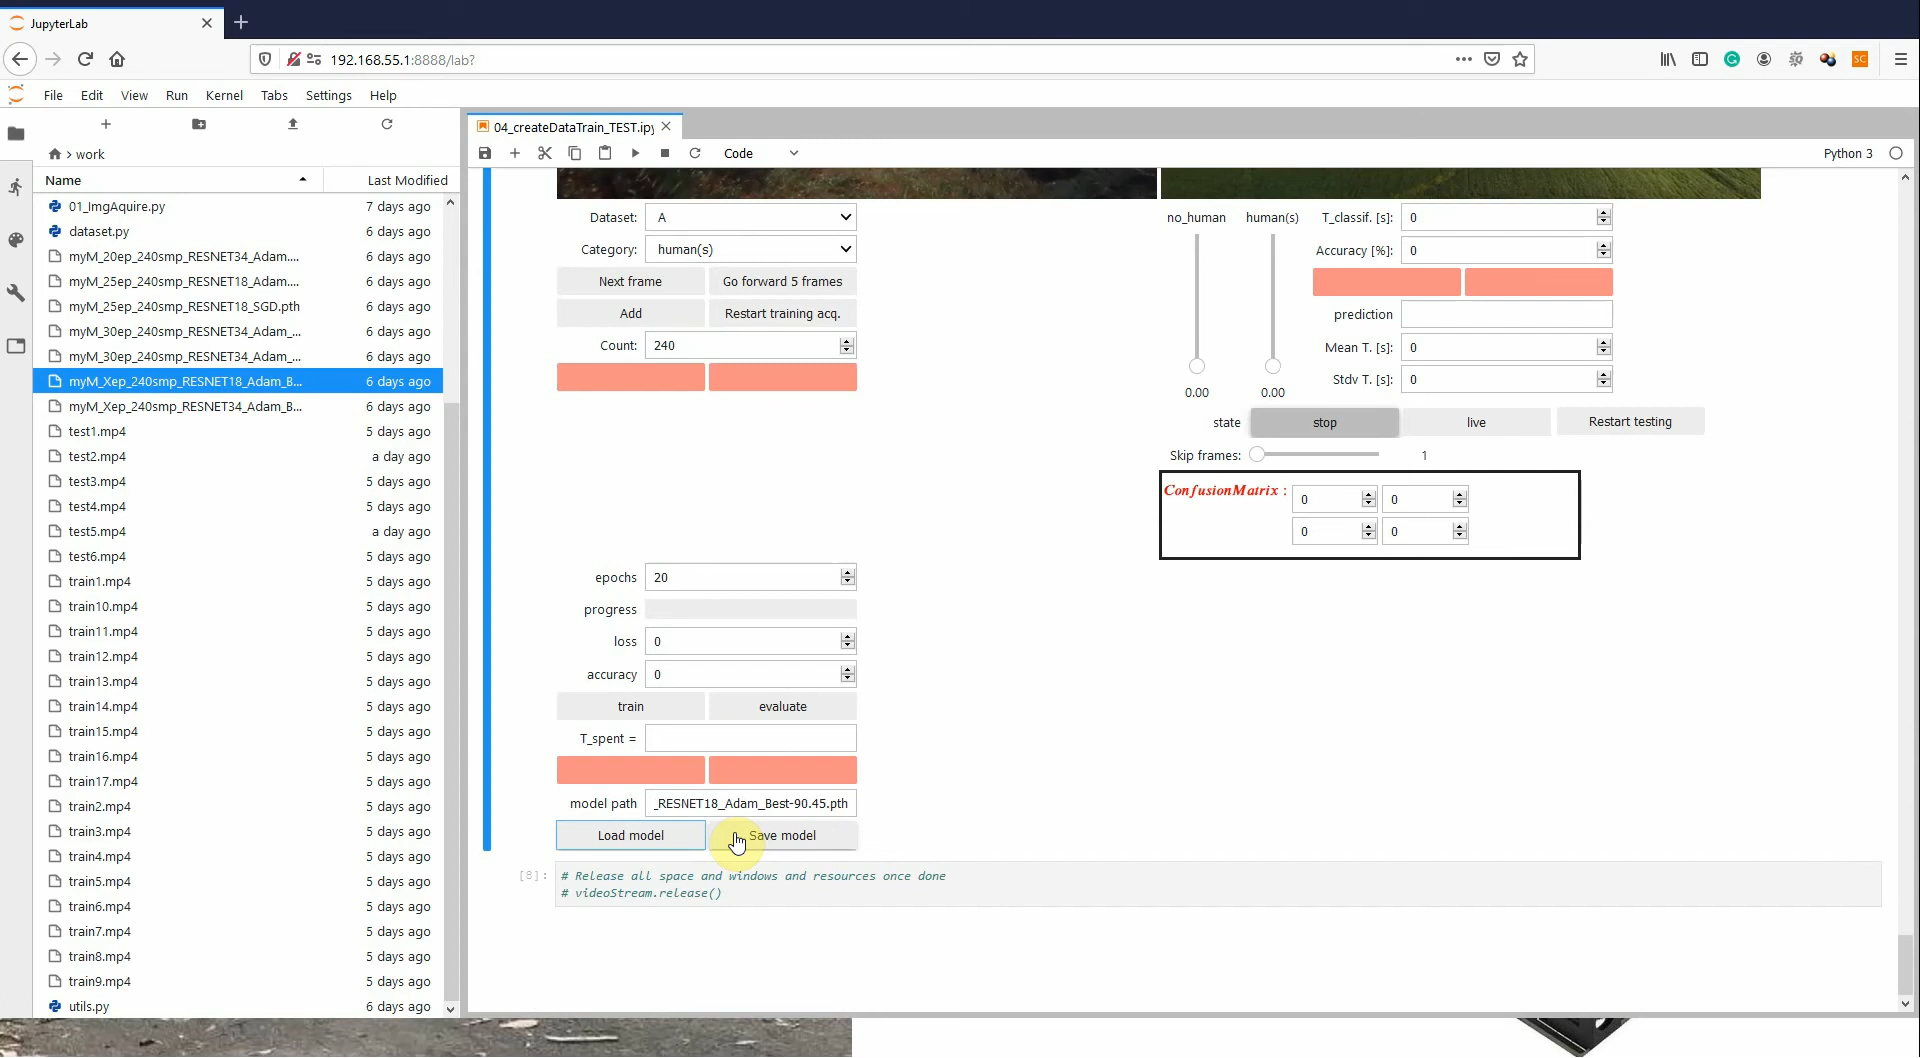 JupyterLab
192.168.55.1:8888/lab?
SC
File Edit View Run Kernel Tabs Settings Help
work
Name Last Modified
01_ImgAquire.py 7 days ago
dataset.py 6 days ago
myM_20ep_240smp_RESNET34_Adam.... 6 days ago
myM_25ep_240smp_RESNET18_Adam.... 6 days ago
myM_25ep_240smp_RESNET18_SGD.pth 6 days ago
myM_30ep_240smp_RESNET34_Adam_... 6 days ago
myM_30ep_240smp_RESNET34_Adam_... 6 days ago
myM_Xep_240smp_RESNET18_Adam_B... 6 days ago
myM_Xep_240smp_RESNET34_Adam_B... 6 days ago
test1.mp4 5 days ago
test2.mp4 a day ago
test3.mp4 5 days ago
test4.mp4 5 days ago
test5.mp4 a day ago
test6.mp4 5 days ago
train1.mp4 5 days ago
train10.mp4 5 days ago
train11.mp4 5 days ago
train12.mp4 5 days ago
train13.mp4 5 days ago
train14.mp4 5 days ago
train15.mp4 5 days ago
train16.mp4 5 days ago
train17.mp4 5 days ago
train2.mp4 5 days ago
train3.mp4 5 days ago
train4.mp4 5 days ago
train5.mp4 5 days ago
train6.mp4 5 days ago
train7.mp4 5 days ago
train8.mp4 5 days ago
train9.mp4 5 days ago
utils.py 6 days ago
04_createDataTrain_TEST.ipy
Code
Python 3
Dataset: A
Category: human(s)
Next frame Go forward 5 frames
Add Restart training acq.
Count: 240
epochs 20
progress
loss 0
accuracy 0
train evaluate
T_spent =
model path _RESNET18_Adam_Best-90.45.pth
Load model Save model
no_human human(s)
0.00 0.00
T_classif. [s]: 0
Accuracy [%]: 0
prediction
Mean T. [s]: 0
Stdv T. [s]: 0
state stop live Restart testing
Skip frames: 1
ConfusionMatrix : 0 0
0 0
[8]: # Release all space and windows and resources once done
# videoStream.release()